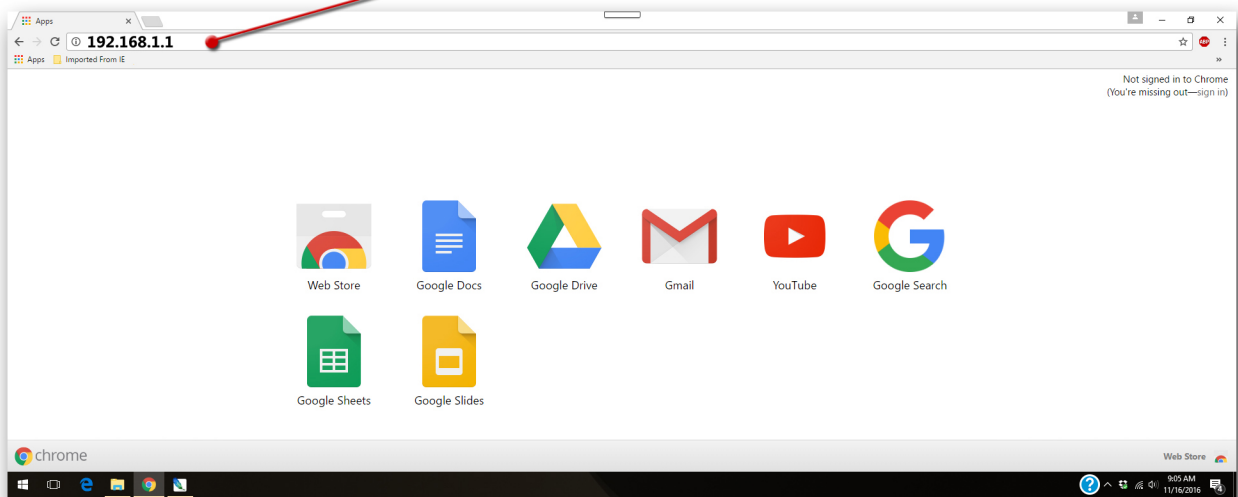 Apps
192.168.1.1
ABP
Apps Imported From IE
Not signed in to Chrome
(You're missing out—sign in)
Web Store Google Docs Google Drive Gmail YouTube Google Search
Google Sheets Google Slides
chrome Web Store
9:05 AM
11/16/2016
4